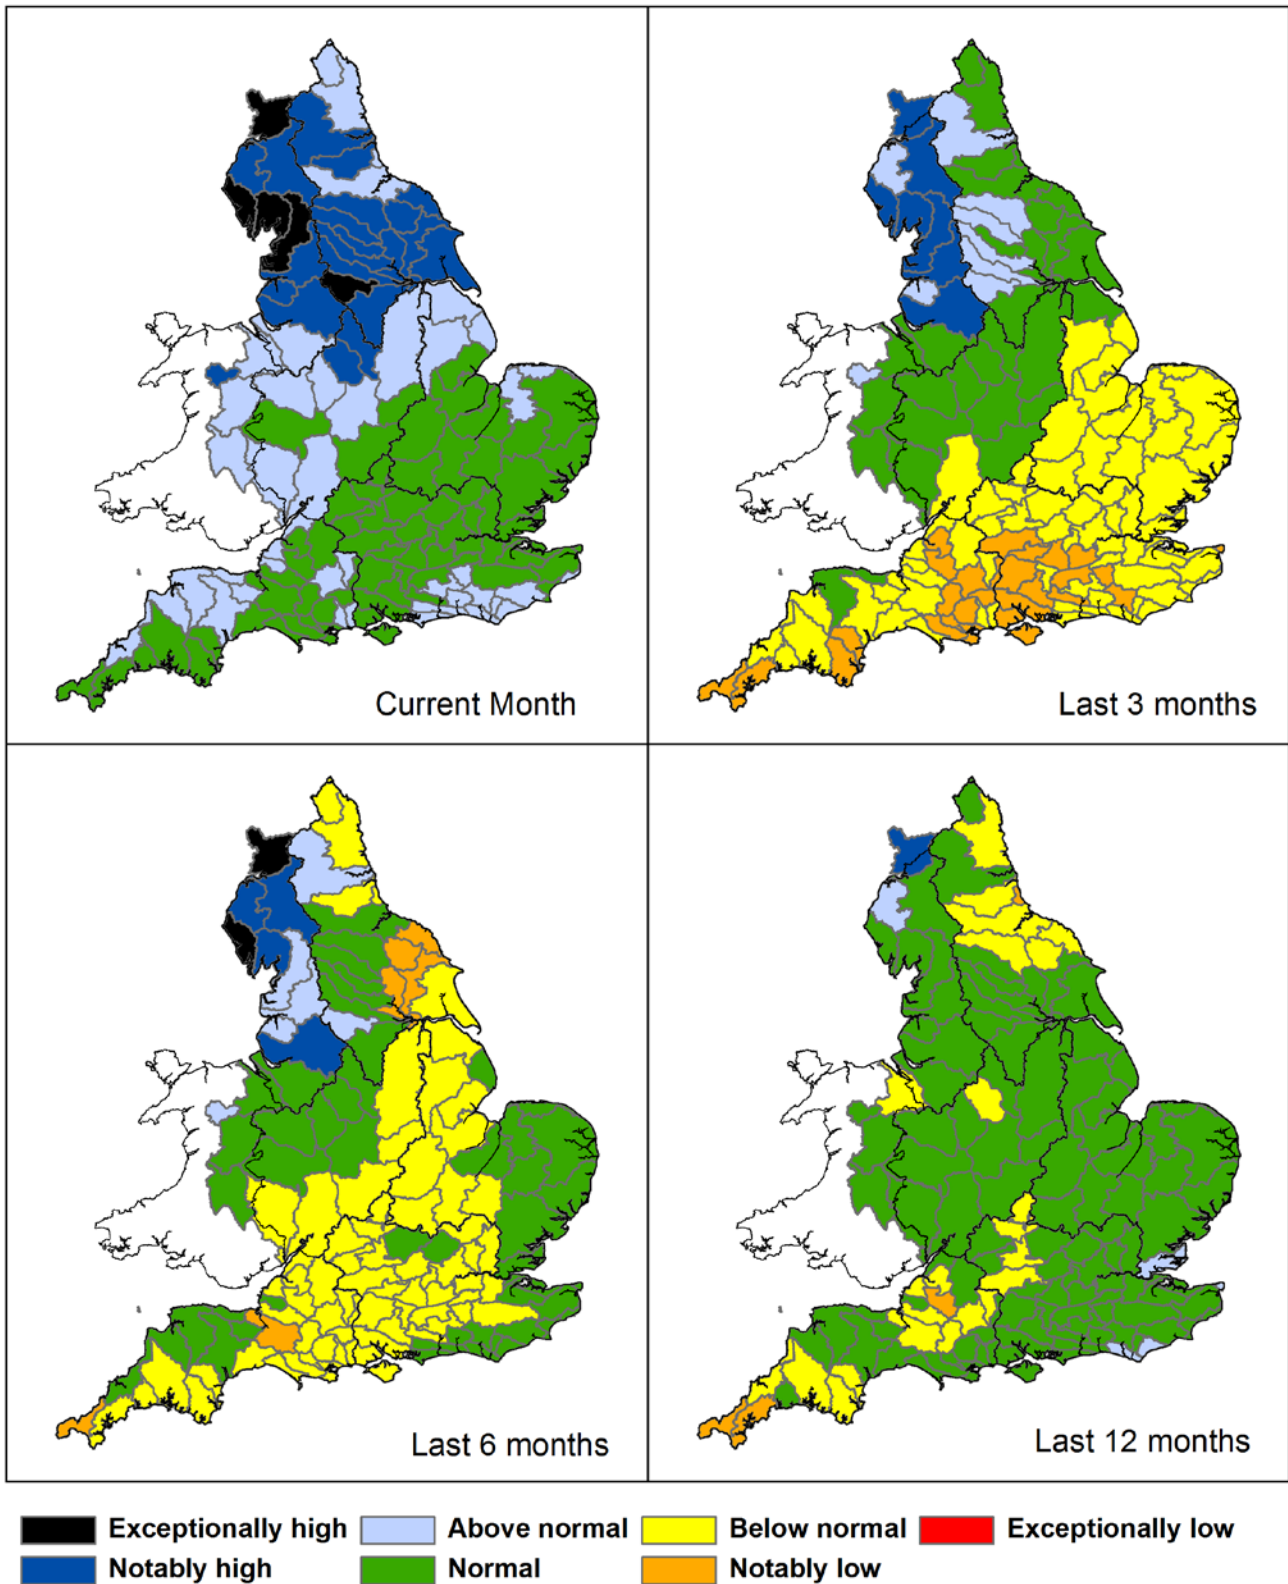 Current Month
Last 3 months
Last 6 months
Last 12 months
Exceptionally high
Above normal
Below normal
Exceptionally low
Notably high
Normal
Notably low